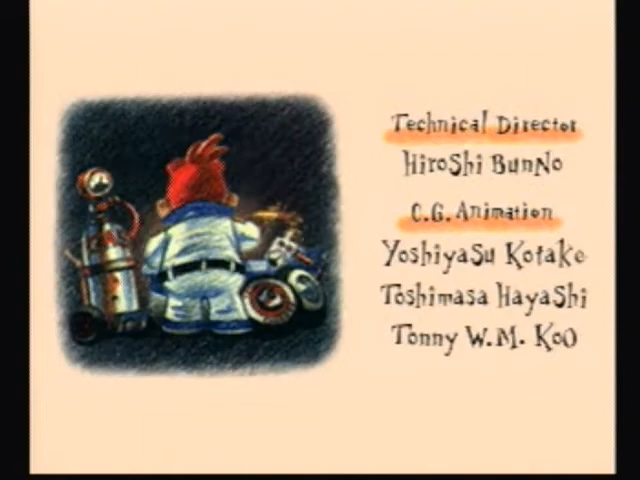 Technical Director
HiroShi BunNo
C.G. Animation
YoshiyaSu Kotake
Toshimasa HayaShi
Tonny W.M. KoO